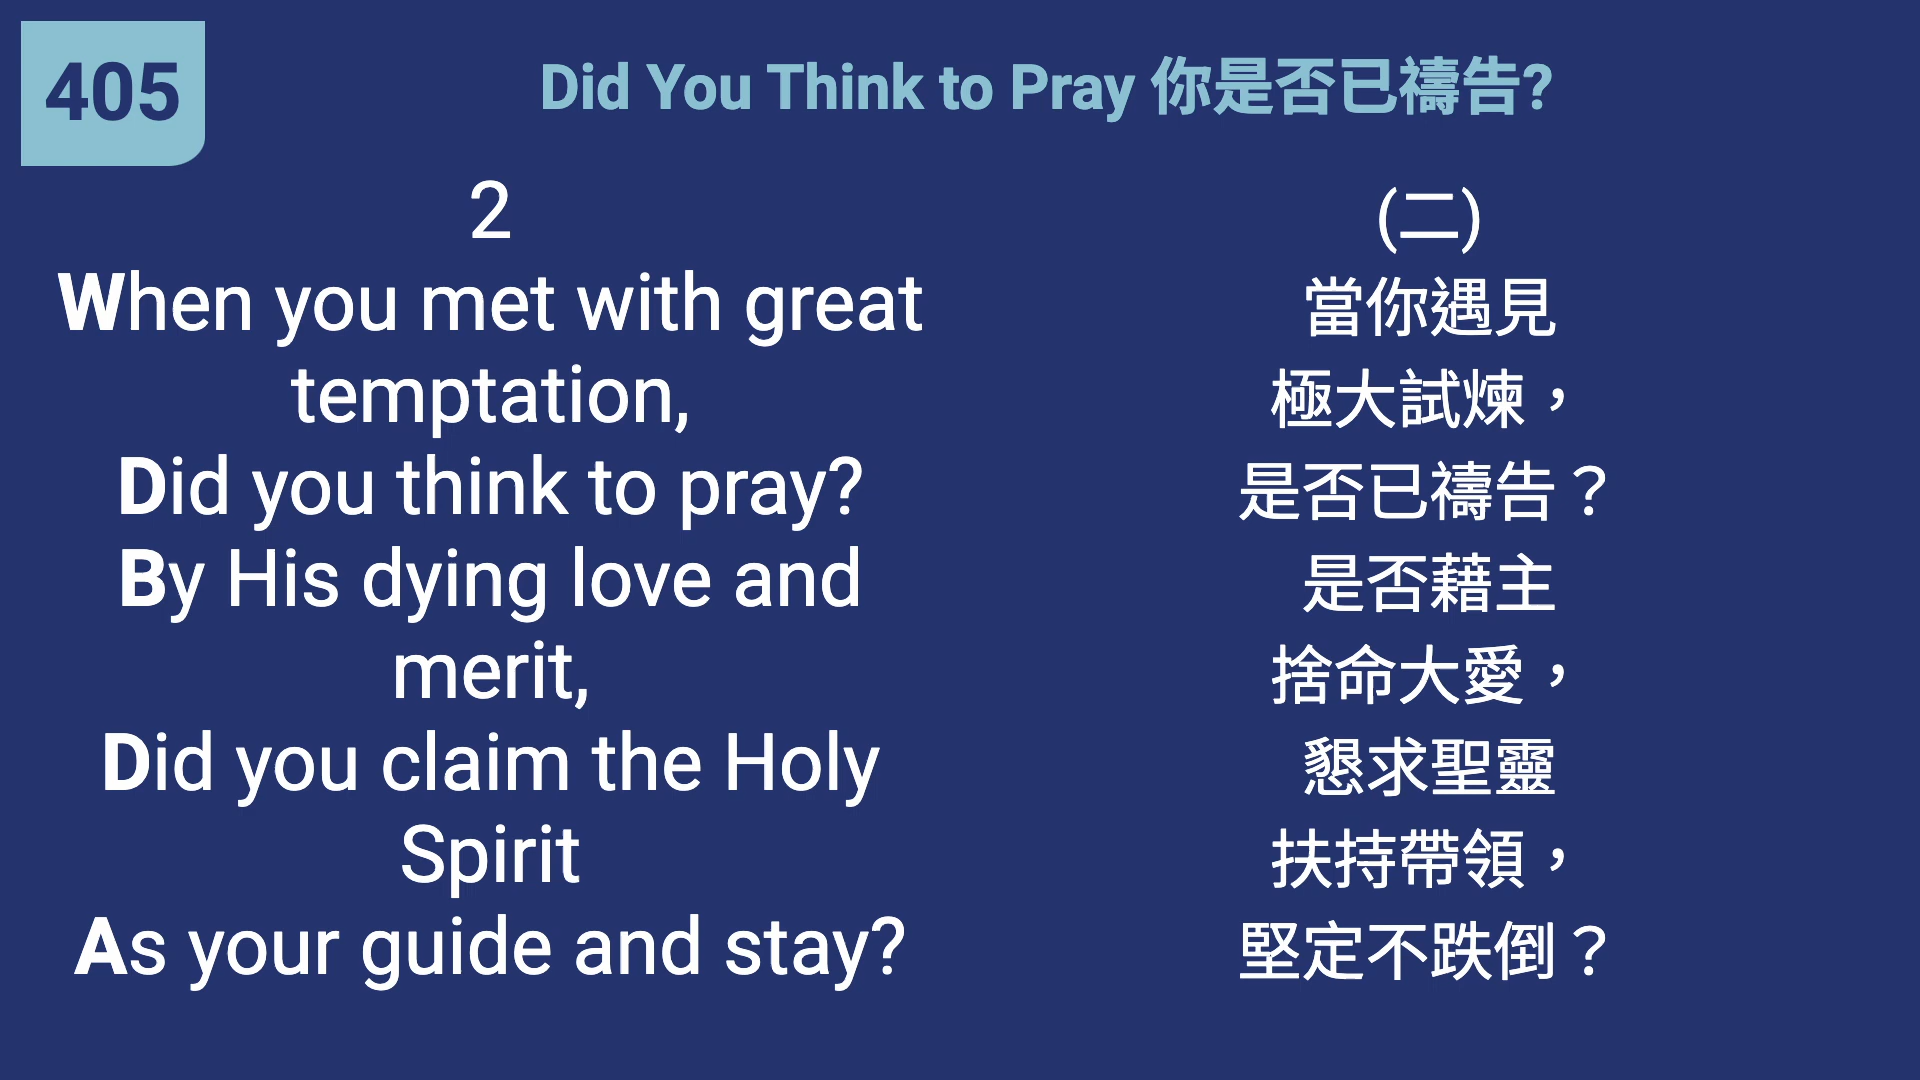 405
Did You Think to Pray 你是否已禱告?
2
When you met with great
temptation,
Did you think to pray?
By His dying love and
merit,
Did you claim the Holy
Spirit
As your guide and stay?
(二)
當你遇見
極大試煉，
是否已禱告？
是否藉主
捨命大愛，
懇求聖靈
扶持帶領，
堅定不跌倒？